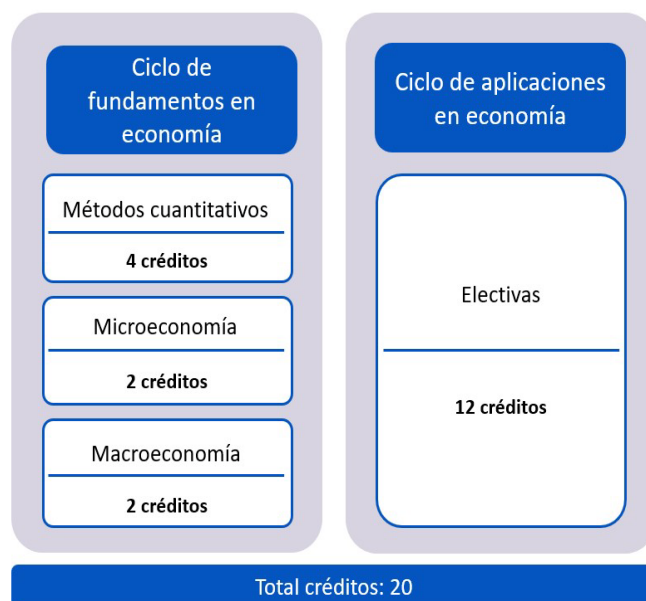 Ciclo de
fundamentos en
economía
Métodos cuantitativos
4 créditos
Microeconomía
2 créditos
Macroeconomía
2 créditos
Ciclo de aplicaciones
en economía
Electivas
12 créditos
Total créditos: 20